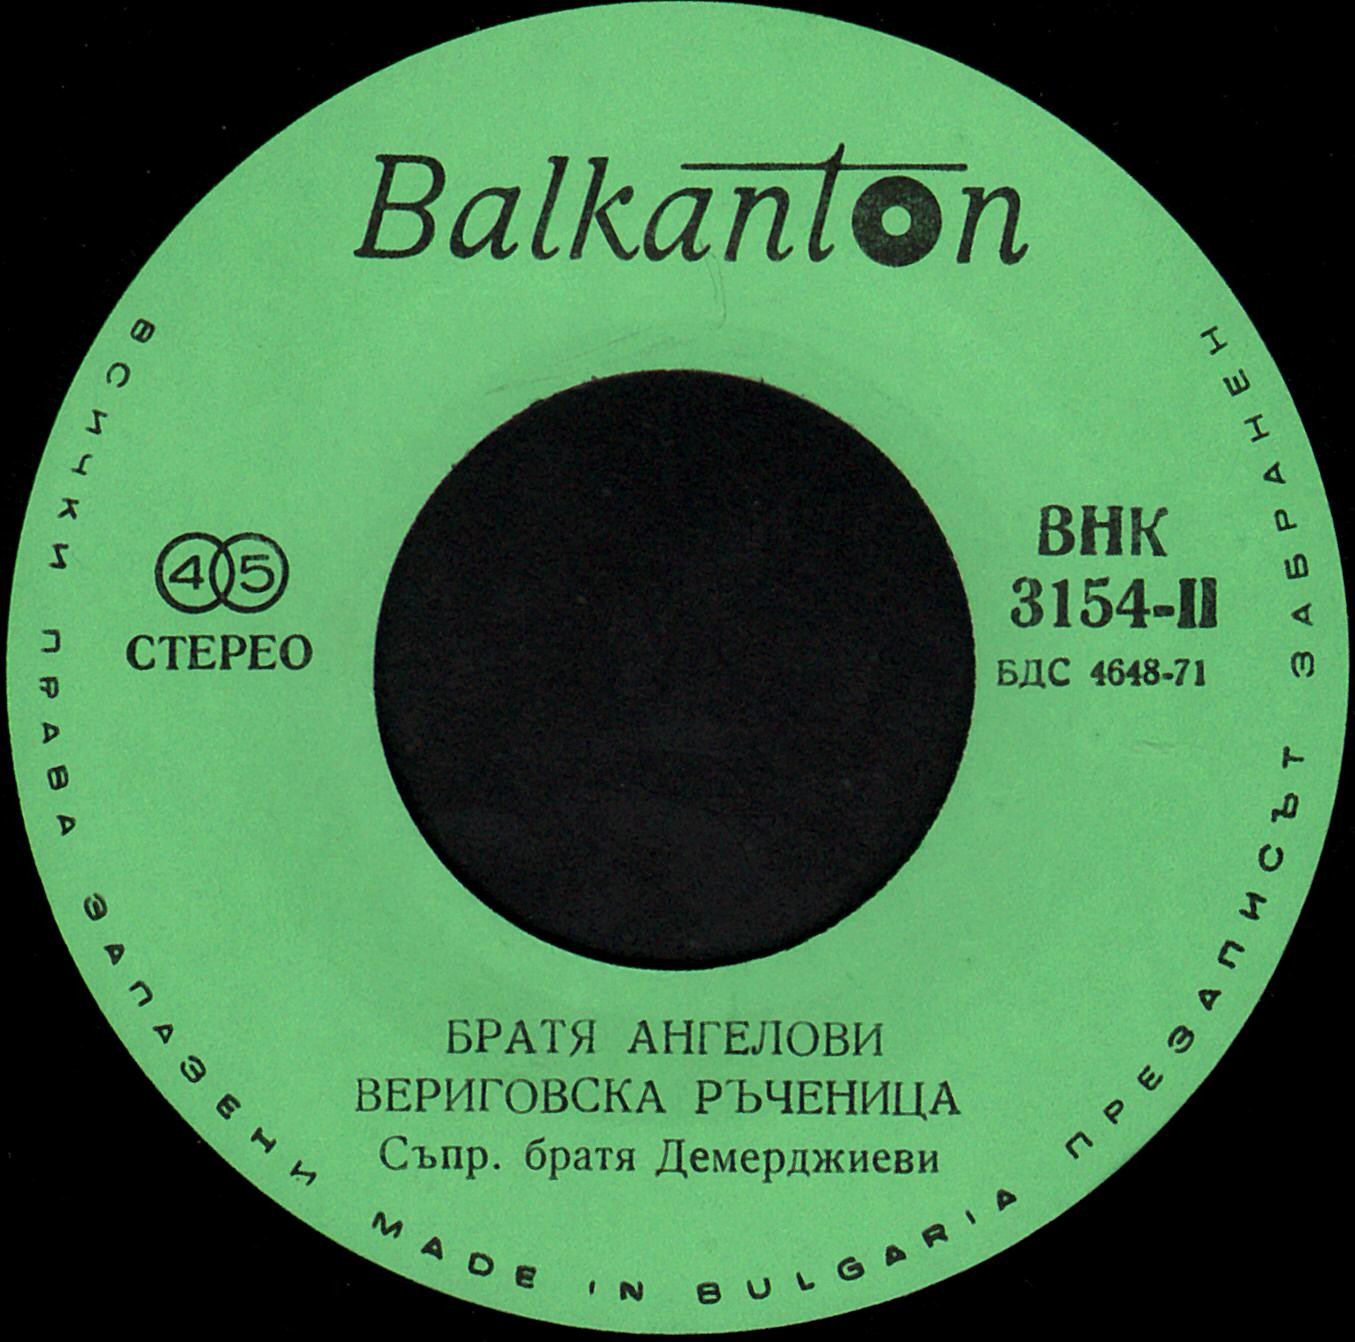 Balkanton
45
СТЕРЕО
ВНК
3154-II
БДС 4648-71
БРАТЯ АНГЕЛОВИ
ВЕРИГОВСКА РЪЧЕНИЦА
Съпр. братя Демерджиеви
ВСИЧКИ ПРАВА ЗАПАЗЕНИ MADE IN BULGARIA ПРЕЗАПИСЪТ ЗАБРАНЕН